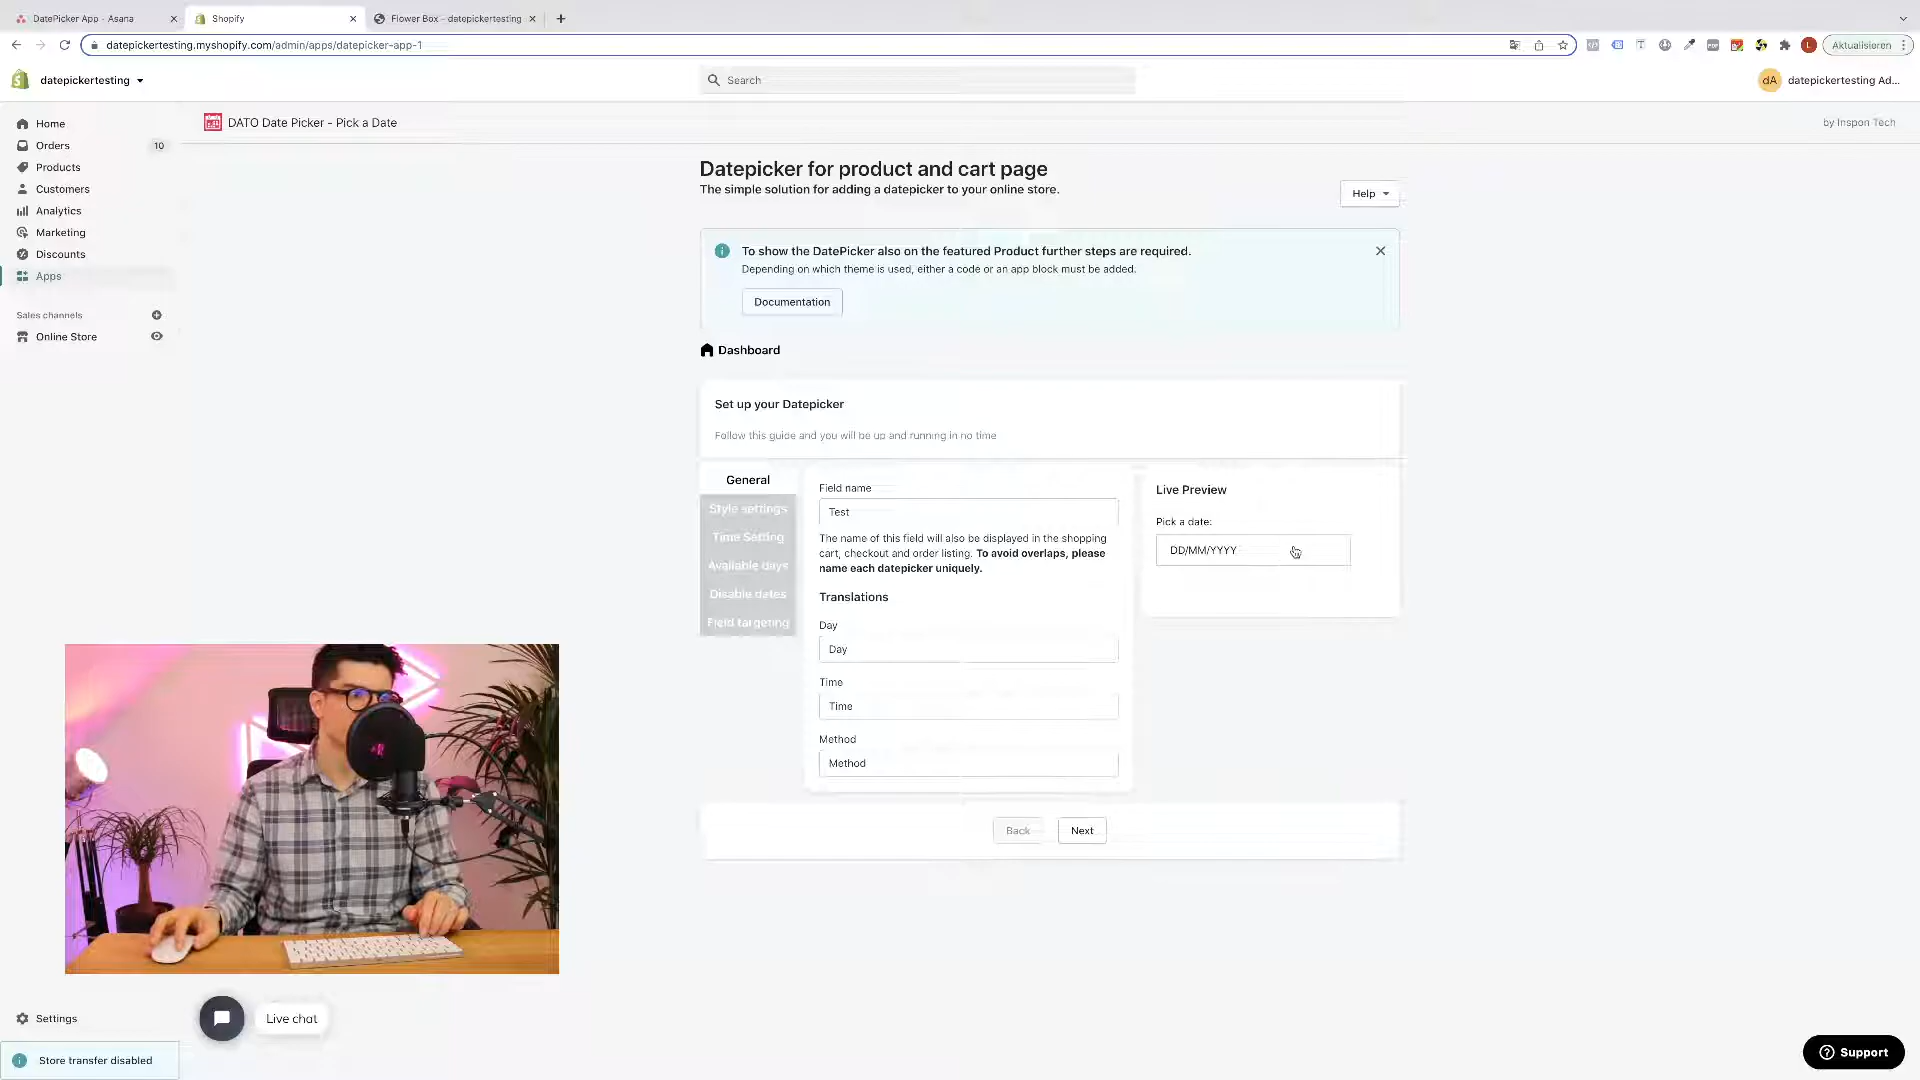 DatePicker App - Asana
Shopify
Flower Box – datepickertesting
datepickertesting.myshopify.com/admin/apps/datepicker-app-1
Aktualisieren
datepickertesting
Search
dA
datepickertesting Ad...
Home
Orders
10
Products
Customers
Analytics
Marketing
Discounts
Apps
Sales channels
Online Store
DATO Date Picker - Pick a Date
by Inspon Tech
Datepicker for product and cart page
The simple solution for adding a datepicker to your online store.
Help
To show the DatePicker also on the featured Product further steps are required.
Depending on which theme is used, either a code or an app block must be added.
Documentation
Dashboard
Set up your Datepicker
Follow this guide and you will be up and running in no time
General
Style settings
Time Setting
Available days
Disable dates
Field targeting
Field name
Test
The name of this field will also be displayed in the shopping
cart, checkout and order listing. To avoid overlaps, please
name each datepicker uniquely.
Translations
Day
Day
Time
Time
Method
Method
Live Preview
Pick a date:
DD/MM/YYYY
Back
Next
Settings
Live chat
Store transfer disabled
Support